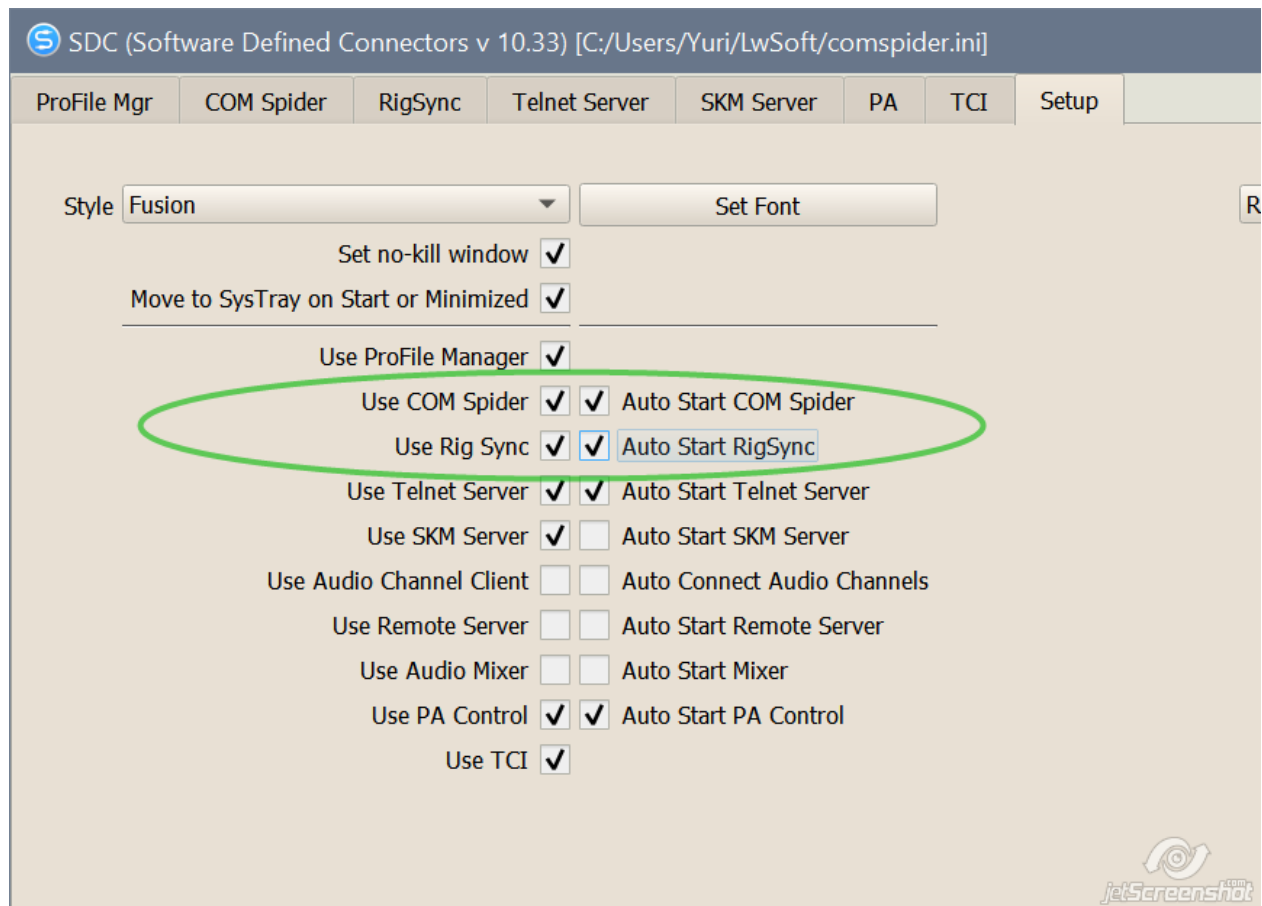 SDC (Software Defined Connectors v 10.33) [C:/Users/Yuri/LwSoft/comspider.ini]
ProFile Mgr COM Spider RigSync Telnet Server SKM Server PA TCI Setup
Style Fusion Set Font R
Set no-kill window
Move to SysTray on Start or Minimized
Use ProFile Manager
Use COM Spider Auto Start COM Spider
Use Rig Sync Auto Start RigSync
Use Telnet Server Auto Start Telnet Server
Use SKM Server Auto Start SKM Server
Use Audio Channel Client Auto Connect Audio Channels
Use Remote Server Auto Start Remote Server
Use Audio Mixer Auto Start Mixer
Use PA Control Auto Start PA Control
Use TCI
jetScreenshot.com